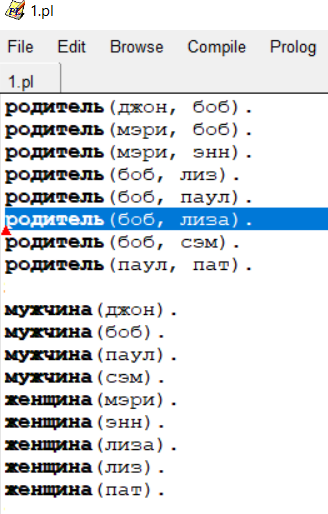 1.pl
File Edit Browse Compile Prolog
1.pl
родитель(джон, боб).
родитель(мэри, боб).
родитель(мэри, энн).
родитель(боб, лиз).
родитель(боб, паул).
родитель(боб, лиза).
родитель(боб, сэм).
родитель(паул, пат).
мужчина(джон).
мужчина(боб).
мужчина(паул).
мужчина(сэм).
женщина(мэри).
женщина(энн).
женщина(лиза).
женщина(лиз).
женщина(пат).